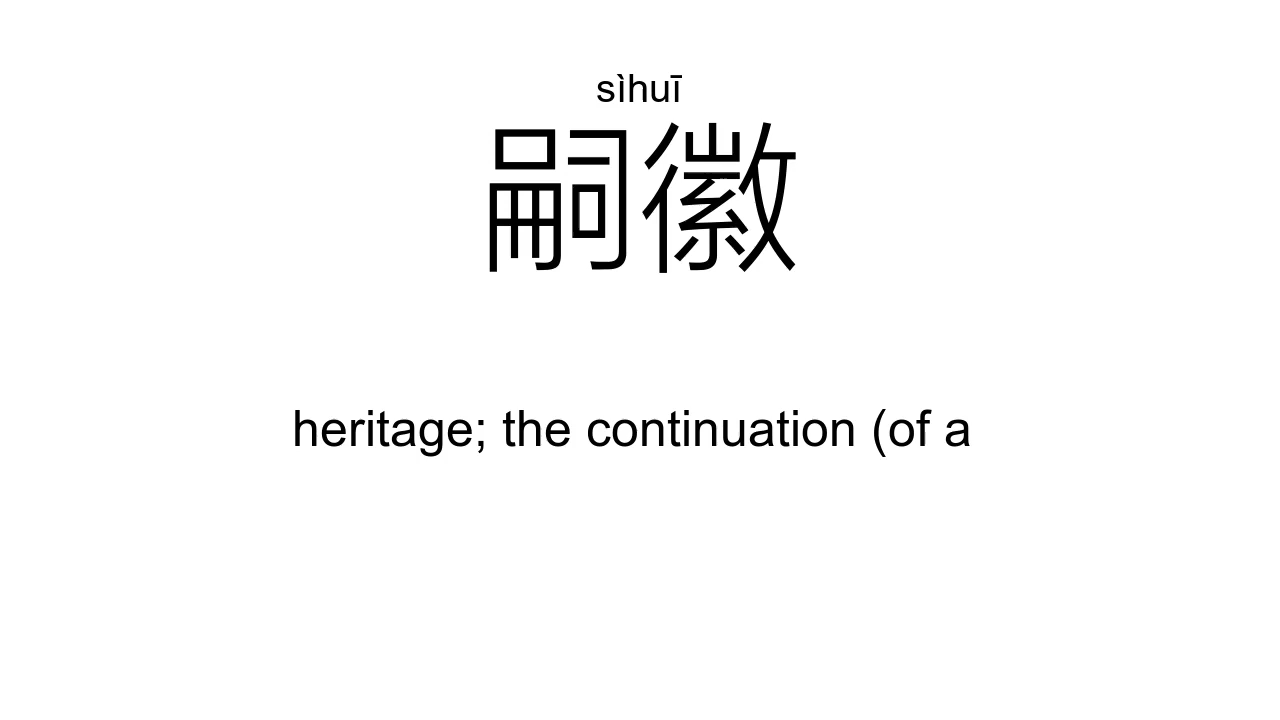 sìhuī
嗣徽
heritage; the continuation (of a